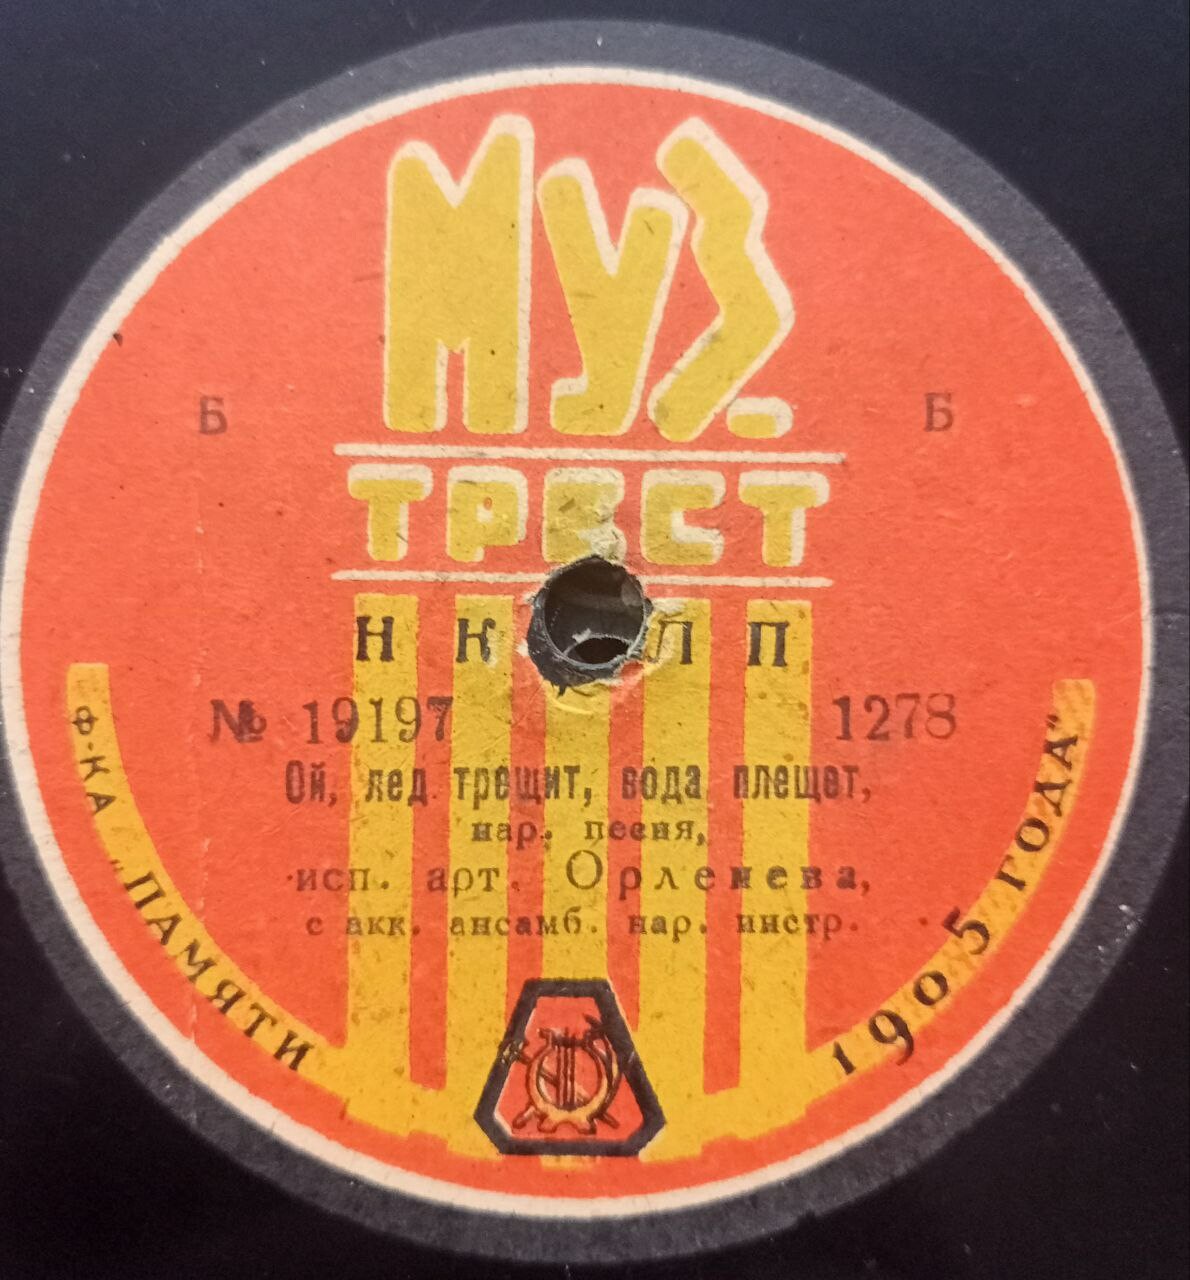 МУЗ
ТРЕСТ
Б Б
Н К Л П
№ 19197 1278
Ой, лед трещит, вода плещет,
нар. песня,
исп. арт. Орленева,
с акк. ансамб. нар. инстр.
Ф-КА „ПАМЯТИ 1905 ГОДА"